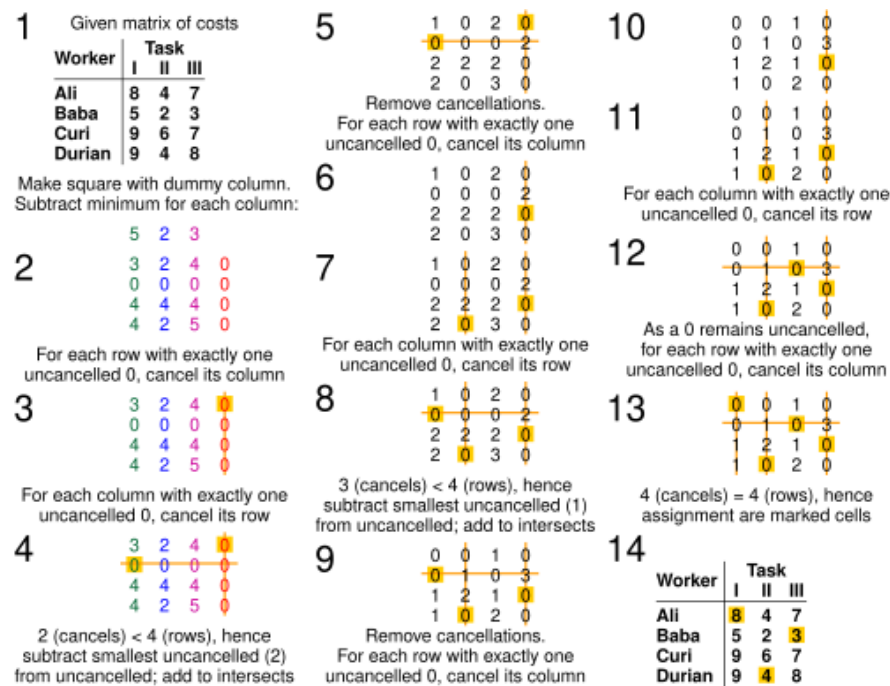 1
Given matrix of costs
Worker Task
I II III
Ali 8 4 7
Baba 5 2 3
Curi 9 6 7
Durian 9 4 8
Make square with dummy column.
Subtract minimum for each column:
5 2 3
2
3 2 4 0
0 0 0 0
4 4 4 0
4 2 5 0
For each row with exactly one
uncancelled 0, cancel its column
3
3 2 4 0
0 0 0 0
4 4 4 0
4 2 5 0
For each column with exactly one
uncancelled 0, cancel its row
4
3 2 4 0
0 0 0 0
4 4 4 0
4 2 5 0
2 (cancels) < 4 (rows), hence
subtract smallest uncancelled (2)
from uncancelled; add to intersects
5
1 0 2 0
0 0 0 2
2 2 2 0
2 0 3 0
Remove cancellations.
For each row with exactly one
uncancelled 0, cancel its column
6
1 0 2 0
0 0 0 2
2 2 2 0
2 0 3 0
7
1 0 2 0
0 0 0 2
2 2 2 0
2 0 3 0
For each column with exactly one
uncancelled 0, cancel its row
8
1 0 2 0
0 0 0 2
2 2 2 0
2 0 3 0
3 (cancels) < 4 (rows), hence
subtract smallest uncancelled (1)
from uncancelled; add to intersects
9
0 0 1 0
0 1 0 3
1 2 1 0
1 0 2 0
Remove cancellations.
For each row with exactly one
uncancelled 0, cancel its column
10
0 0 1 0
0 1 0 3
1 2 1 0
1 0 2 0
11
0 0 1 0
0 1 0 3
1 2 1 0
1 0 2 0
For each column with exactly one
uncancelled 0, cancel its row
12
0 0 1 0
0 1 0 3
1 2 1 0
1 0 2 0
As a 0 remains uncancelled,
for each row with exactly one
uncancelled 0, cancel its column
13
0 0 1 0
0 1 0 3
1 2 1 0
1 0 2 0
4 (cancels) = 4 (rows), hence
assignment are marked cells
14
Worker Task
I II III
Ali 8 4 7
Baba 5 2 3
Curi 9 6 7
Durian 9 4 8